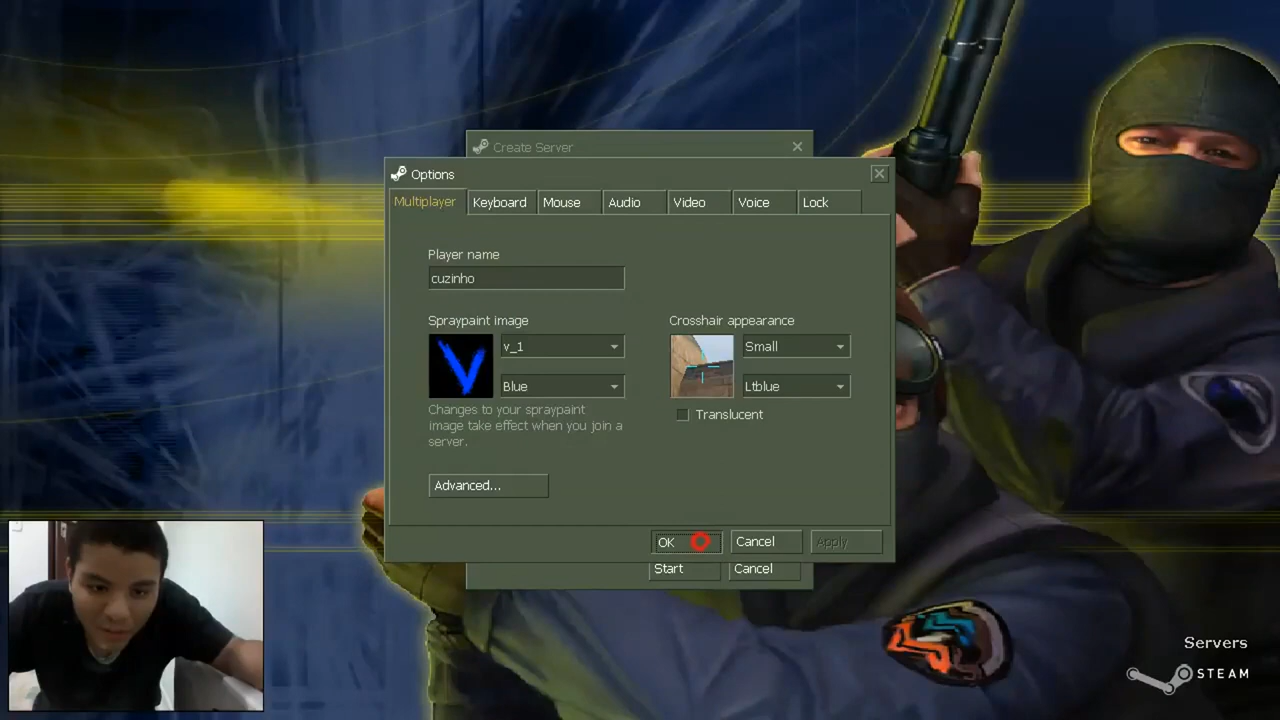 Create Server
Options
Multiplayer Keyboard Mouse Audio Video Voice Lock
Player name
cuzinho
Spraypaint image
Crosshair appearance
v_1
Small
Blue
Ltblue
Changes to your spraypaint
image take effect when you join a
server.
Translucent
Advanced...
OK Cancel Apply
Start Cancel
Servers
STEAM